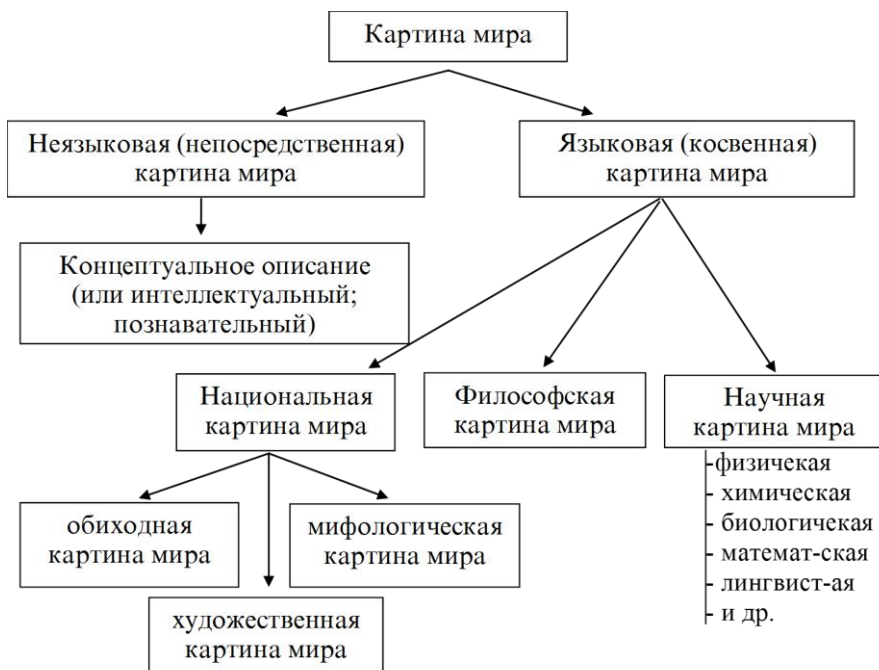 Картина мира
Неязыковая (непосредственная)
картина мира
Языковая (косвенная)
картина мира
Концептуальное описание
(или интеллектуальный;
познавательный)
Национальная
картина мира
Философская
картина мира
Научная
картина мира
-физичекая
- химическая
- биологичекая
- математ-ская
- лингвист-ая
- и др.
обиходная
картина мира
мифологическая
картина мира
художественная
картина мира